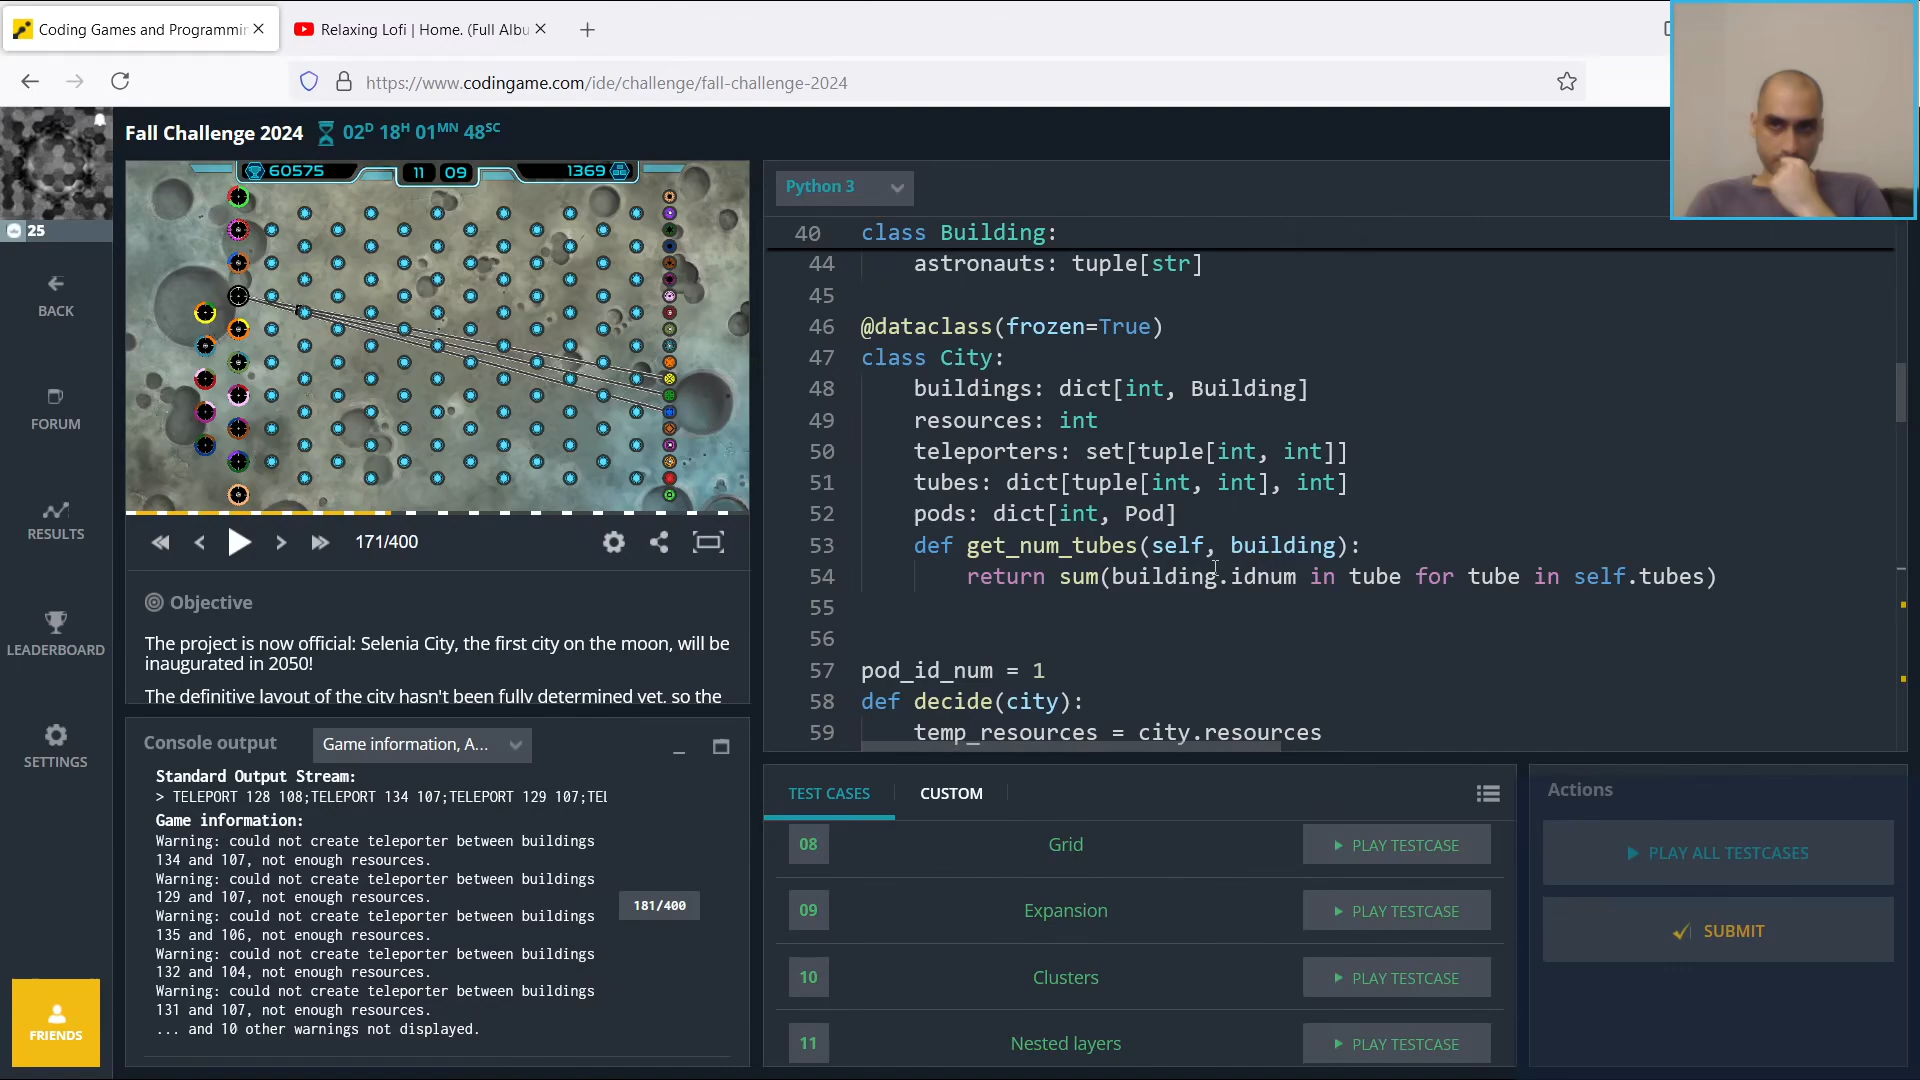 Coding Games and Programmin
Relaxing Lofi | Home. (Full Albu
https://www.codingame.com/ide/challenge/fall-challenge-2024
Fall Challenge 2024
02D 18H 01MN 48SC
25
BACK
FORUM
RESULTS
LEADERBOARD
SETTINGS
FRIENDS
60575
11 09
1369
171/400
Objective
The project is now official: Selenia City, the first city on the moon, will be
inaugurated in 2050!
The definitive layout of the city hasn't been fully determined yet, so the
Console output
Game information, A...
Standard Output Stream:
> TELEPORT 128 108;TELEPORT 134 107;TELEPORT 129 107;TEL
Game information:
Warning: could not create teleporter between buildings
134 and 107, not enough resources.
Warning: could not create teleporter between buildings
129 and 107, not enough resources.
Warning: could not create teleporter between buildings
135 and 106, not enough resources.
Warning: could not create teleporter between buildings
132 and 104, not enough resources.
Warning: could not create teleporter between buildings
131 and 107, not enough resources.
... and 10 other warnings not displayed.
181/400
Python 3
40 class Building:
44 astronauts: tuple[str]
45
46 @dataclass(frozen=True)
47 class City:
48 buildings: dict[int, Building]
49 resources: int
50 teleporters: set[tuple[int, int]]
51 tubes: dict[tuple[int, int], int]
52 pods: dict[int, Pod]
53 def get_num_tubes(self, building):
54 return sum(building.idnum in tube for tube in self.tubes)
55
56
57 pod_id_num = 1
58 def decide(city):
59 temp_resources = city.resources
TEST CASES
CUSTOM
08 Grid PLAY TESTCASE
09 Expansion PLAY TESTCASE
10 Clusters PLAY TESTCASE
11 Nested layers PLAY TESTCASE
Actions
PLAY ALL TESTCASES
SUBMIT